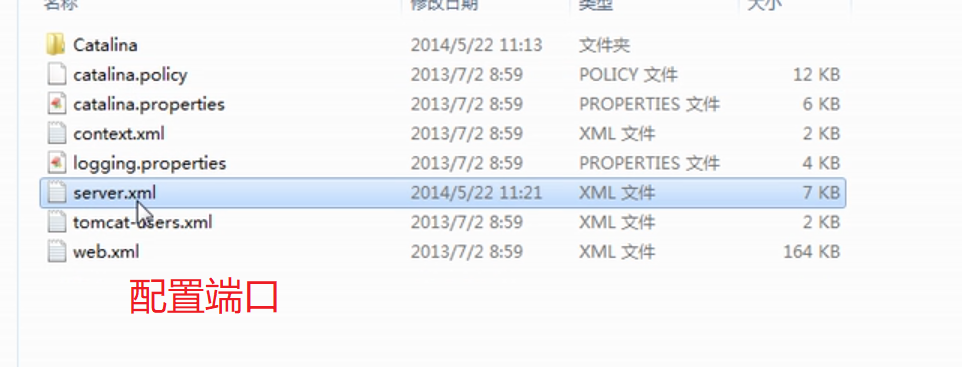 名称 修改日期 类型 大小
Catalina 2014/5/22 11:13 文件夹
catalina.policy 2013/7/2 8:59 POLICY 文件 12 KB
catalina.properties 2013/7/2 8:59 PROPERTIES 文件 6 KB
context.xml 2013/7/2 8:59 XML 文件 2 KB
logging.properties 2013/7/2 8:59 PROPERTIES 文件 4 KB
server.xml 2014/5/22 11:21 XML 文件 7 KB
tomcat-users.xml 2013/7/2 8:59 XML 文件 2 KB
web.xml 2013/7/2 8:59 XML 文件 164 KB
配置端口